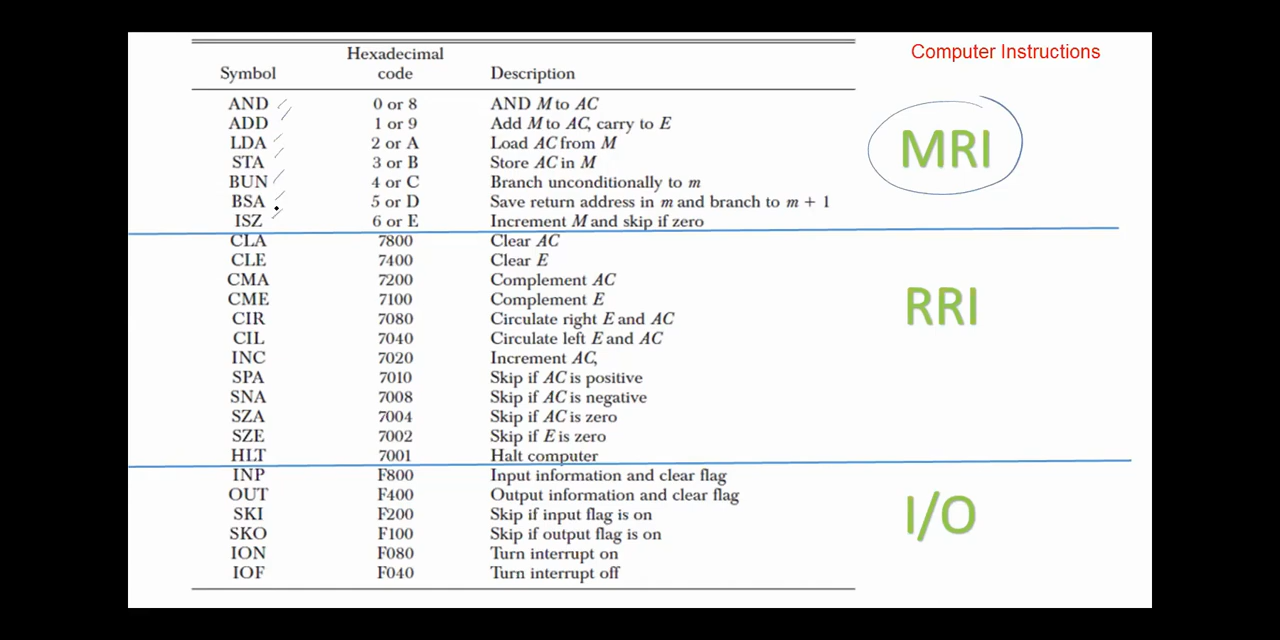 Computer Instructions
Hexadecimal
Symbol code Description
AND 0 or 8 AND M to AC
ADD 1 or 9 Add M to AC, carry to E
LDA 2 or A Load AC from M
STA 3 or B Store AC in M
BUN 4 or C Branch unconditionally to m
BSA 5 or D Save return address in m and branch to m + 1
ISZ 6 or E Increment M and skip if zero
MRI
CLA 7800 Clear AC
CLE 7400 Clear E
CMA 7200 Complement AC
CME 7100 Complement E
CIR 7080 Circulate right E and AC
CIL 7040 Circulate left E and AC
INC 7020 Increment AC,
SPA 7010 Skip if AC is positive
SNA 7008 Skip if AC is negative
SZA 7004 Skip if AC is zero
SZE 7002 Skip if E is zero
HLT 7001 Halt computer
RRI
INP F800 Input information and clear flag
OUT F400 Output information and clear flag
SKI F200 Skip if input flag is on
SKO F100 Skip if output flag is on
ION F080 Turn interrupt on
IOF F040 Turn interrupt off
I/O